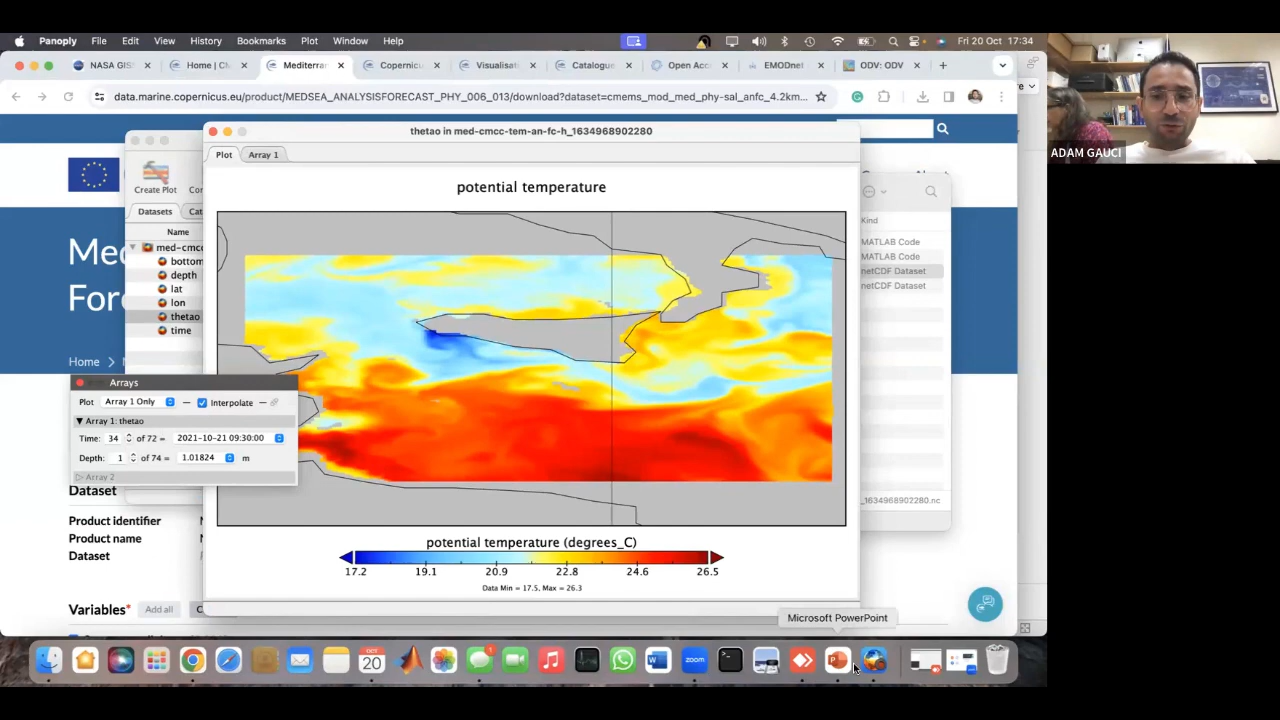 Panoply File Edit View History Bookmarks Plot Window Help Fri 20 Oct 17:34
NASA GIS Home | CM Mediterran Copernicu Visualisat Catalogue Open Acc EMODnet ODV: ODV
data.marine.copernicus.eu/product/MEDSEA_ANALYSISFORECAST_PHY_006_013/download?dataset=cmems_mod_med_phy-sal_anfc_4.2km...
thetao in med-cmcc-tem-an-fc-h_1634968902280
Plot Array 1
Create Plot
Datasets
Name
med-cmcc
bottom
depth
lat
lon
thetao
time
Home
potential temperature
potential temperature (degrees_C)
17.2 19.1 20.9 22.8 24.6 26.5
Data Min = 17.5, Max = 26.3
Arrays
Plot Array 1 Only Interpolate
Array 1: thetao
Time: 34 of 72 = 2021-10-21 09:30:00
Depth: 1 of 74 = 1.01824 m
Array 2
Kind
MATLAB Code
MATLAB Code
netCDF Dataset
netCDF Dataset
_1634968902280.nc
Dataset
Product identifier
Product name
Dataset
Variables* Add all
Microsoft PowerPoint
OCT
20
ADAM GAUCI
zoom